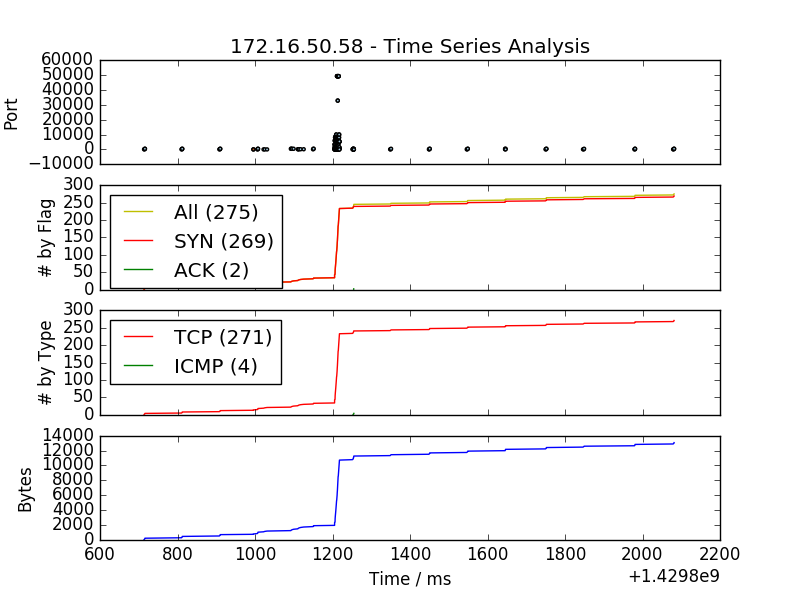 172.16.50.58 - Time Series Analysis
Port
60000
50000
40000
30000
20000
10000
0
−10000
# by Flag
300
250
200
150
100
50
0
All (275)
SYN (269)
ACK (2)
# by Type
300
250
200
150
100
50
0
TCP (271)
ICMP (4)
Bytes
14000
12000
10000
8000
6000
4000
2000
0
600 800 1000 1200 1400 1600 1800 2000 2200
Time / ms
+1.4298e9